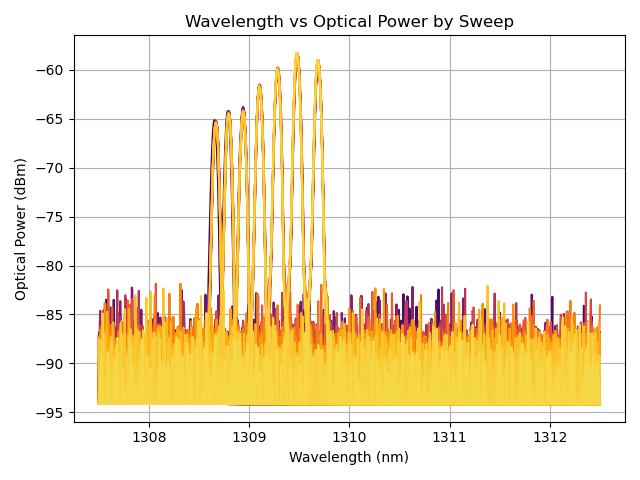 Wavelength vs Optical Power by Sweep
Optical Power (dBm)
−60
−65
−70
−75
−80
−85
−90
−95
1308 1309 1310 1311 1312
Wavelength (nm)